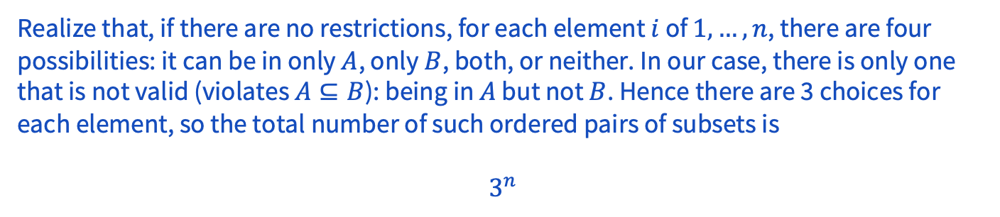 Realize that, if there are no restrictions, for each element i of 1, … , n, there are four
possibilities: it can be in only A, only B, both, or neither. In our case, there is only one
that is not valid (violates A ⊆ B): being in A but not B. Hence there are 3 choices for
each element, so the total number of such ordered pairs of subsets is
3ⁿ